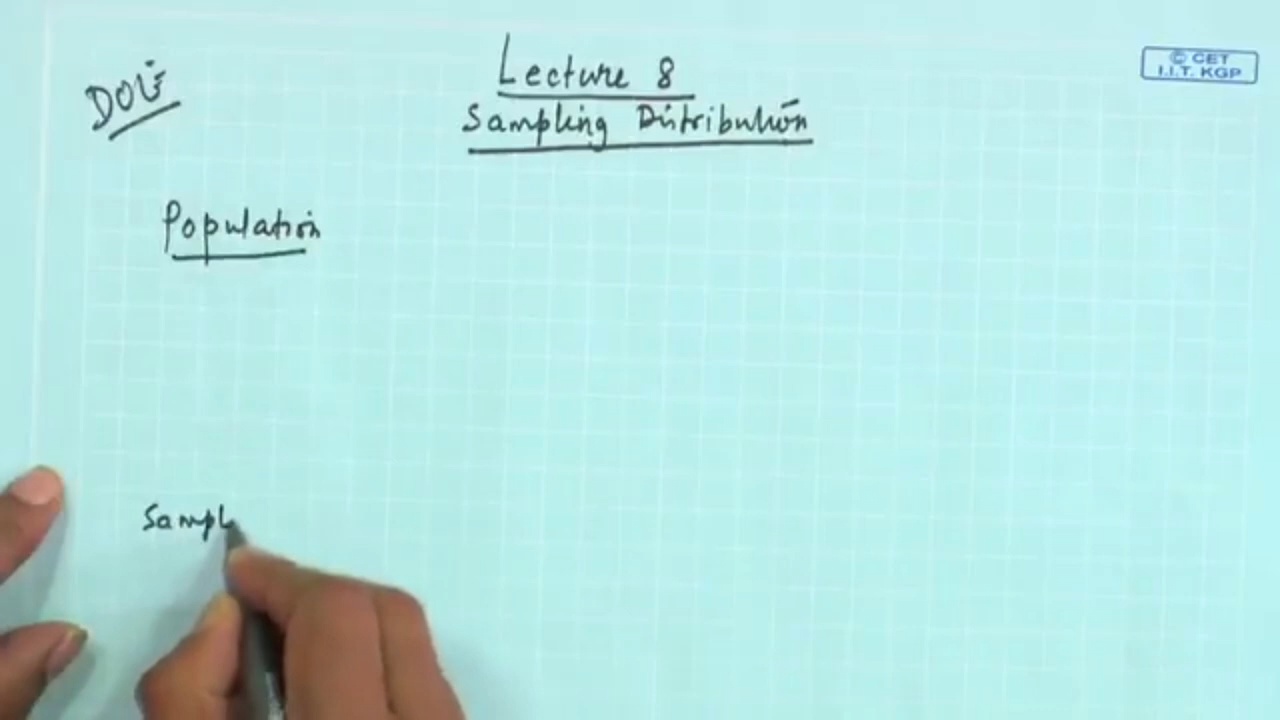 Lecture 8
© CET
I.I.T. KGP
DOE
Sampling Distribution
Population
Sampl